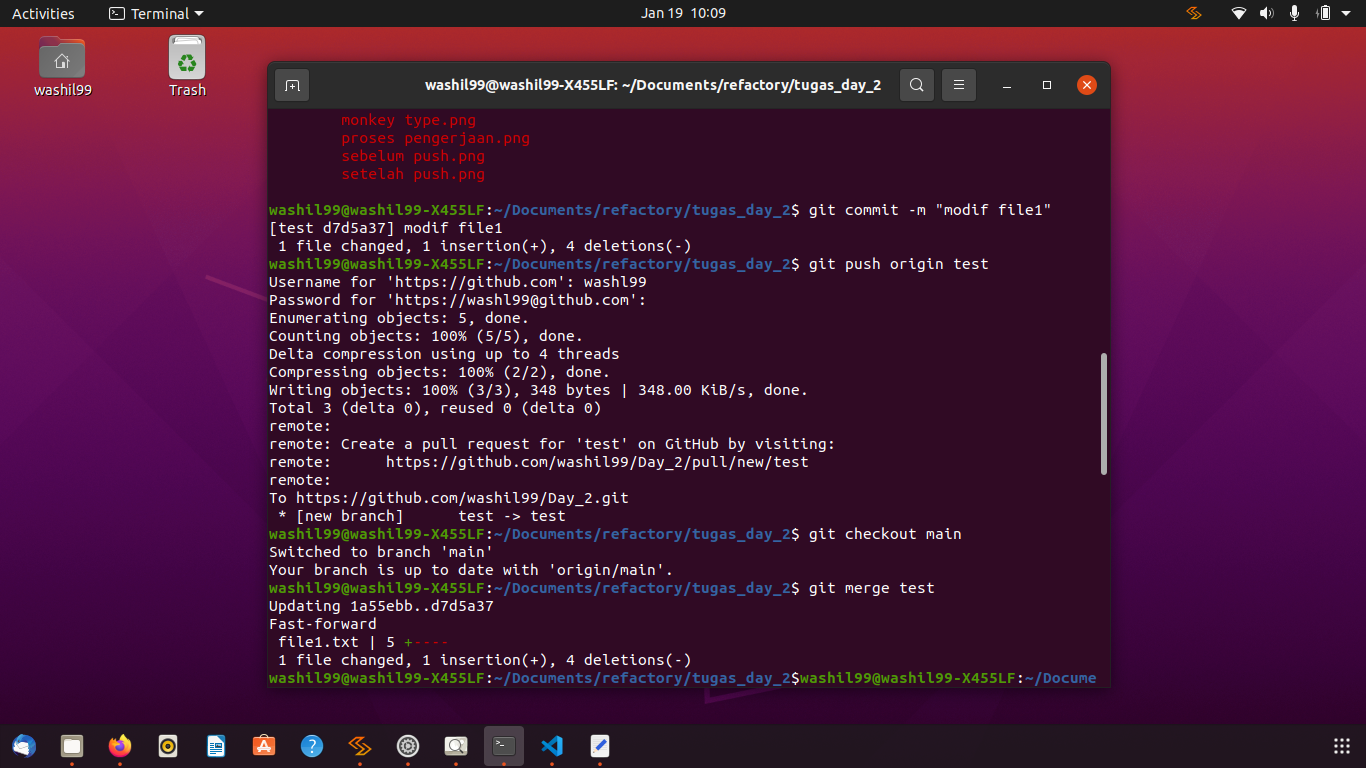 Activities
Terminal
Jan 19 10:09
washil99
Trash
washil99@washil99-X455LF: ~/Documents/refactory/tugas_day_2
monkey type.png
proses pengerjaan.png
sebelum push.png
setelah push.png
washil99@washil99-X455LF:~/Documents/refactory/tugas_day_2$ git commit -m "modif file1"
[test d7d5a37] modif file1
1 file changed, 1 insertion(+), 4 deletions(-)
washil99@washil99-X455LF:~/Documents/refactory/tugas_day_2$ git push origin test
Username for 'https://github.com': washl99
Password for 'https://washl99@github.com':
Enumerating objects: 5, done.
Counting objects: 100% (5/5), done.
Delta compression using up to 4 threads
Compressing objects: 100% (2/2), done.
Writing objects: 100% (3/3), 348 bytes | 348.00 KiB/s, done.
Total 3 (delta 0), reused 0 (delta 0)
remote:
remote: Create a pull request for 'test' on GitHub by visiting:
remote:      https://github.com/washil99/Day_2/pull/new/test
remote:
To https://github.com/washil99/Day_2.git
* [new branch]      test -> test
washil99@washil99-X455LF:~/Documents/refactory/tugas_day_2$ git checkout main
Switched to branch 'main'
Your branch is up to date with 'origin/main'.
washil99@washil99-X455LF:~/Documents/refactory/tugas_day_2$ git merge test
Updating 1a55ebb..d7d5a37
Fast-forward
file1.txt | 5 +----
1 file changed, 1 insertion(+), 4 deletions(-)
washil99@washil99-X455LF:~/Documents/refactory/tugas_day_2$washil99@washil99-X455LF:~/Docume